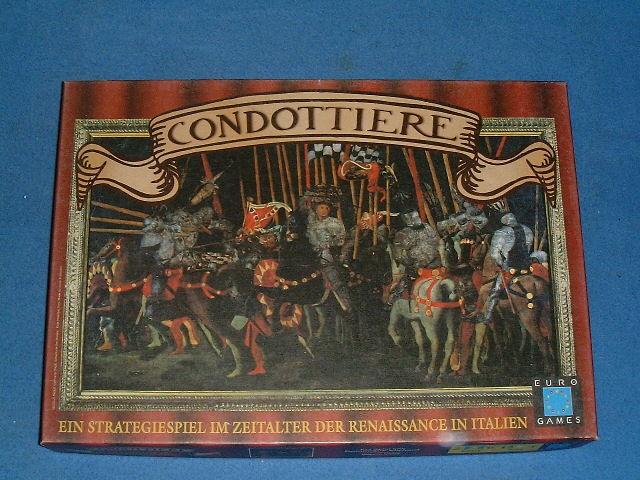 CONDOTTIERE
EURO
GAMES
EIN STRATEGIESPIEL IM ZEITALTER DER RENAISSANCE IN ITALIEN